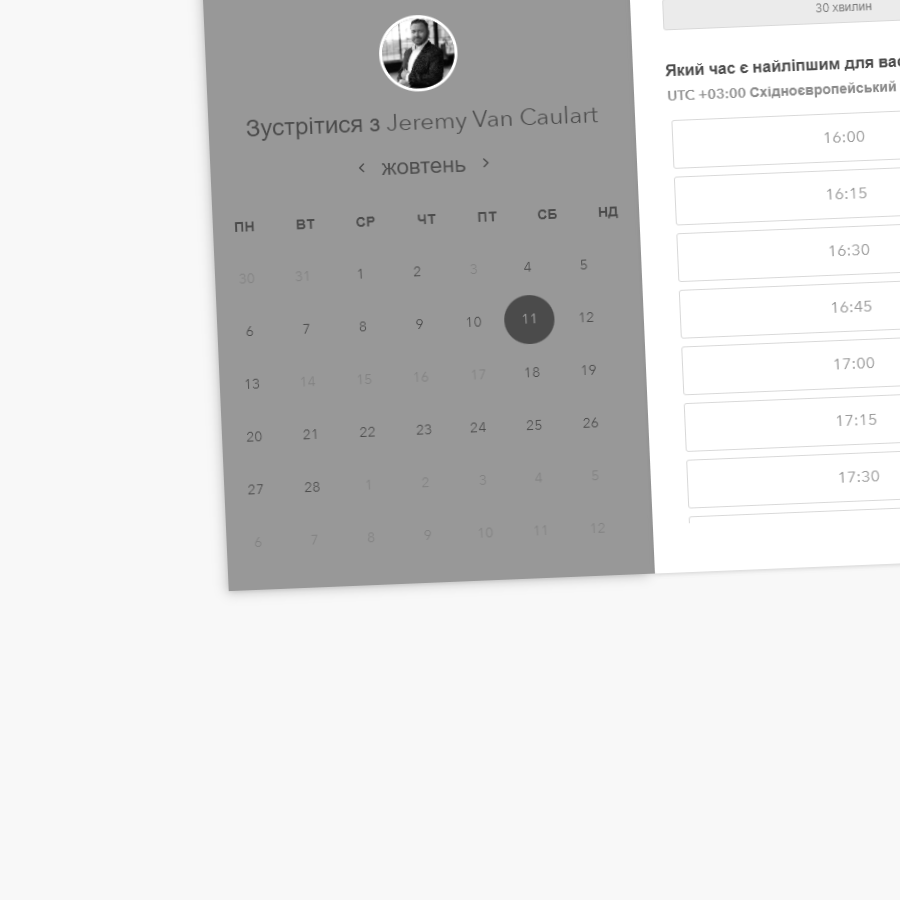 30 хвилин
Зустрітися з Jeremy Van Caulart
‹ жовтень ›
ПН ВТ СР ЧТ ПТ СБ НД
30 31 1 2 3 4 5
6 7 8 9 10 11 12
13 14 15 16 17 18 19
20 21 22 23 24 25 26
27 28 1 2 3 4 5
6 7 8 9 10 11 12
Який час є найліпшим для
UTC +03:00 Східноєвропейський
16:00
16:15
16:30
16:45
17:00
17:15
17:30